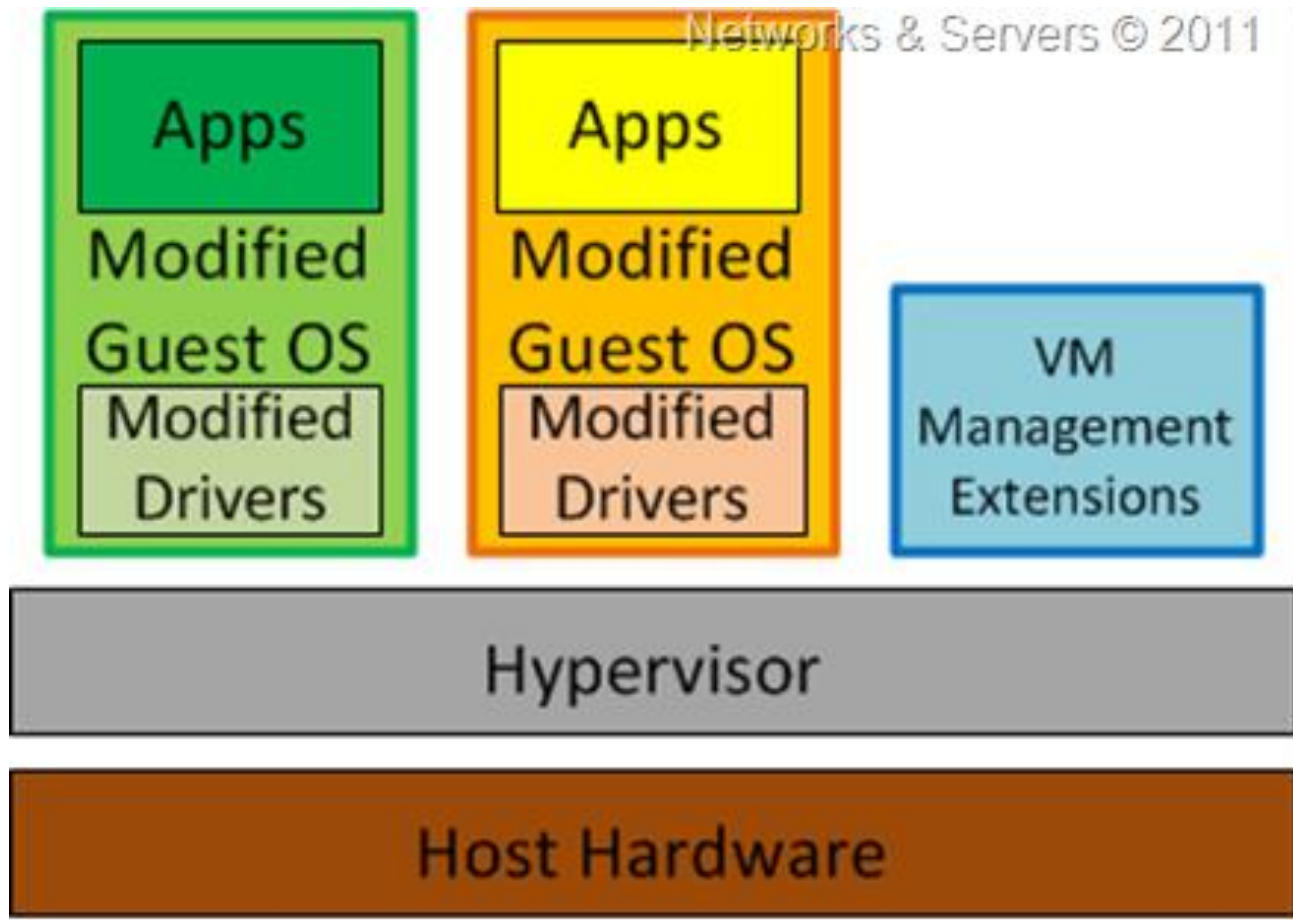 Networks & Servers © 2011
Apps
Modified
Guest OS
Modified
Drivers
Apps
Modified
Guest OS
Modified
Drivers
VM
Management
Extensions
Hypervisor
Host Hardware